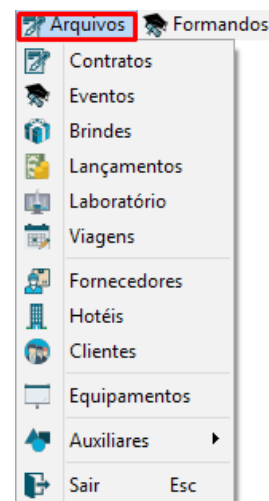 Arquivos Formandos
Contratos
Eventos
Brindes
Lançamentos
Laboratório
Viagens
Fornecedores
Hotéis
Clientes
Equipamentos
Auxiliares
Sair Esc